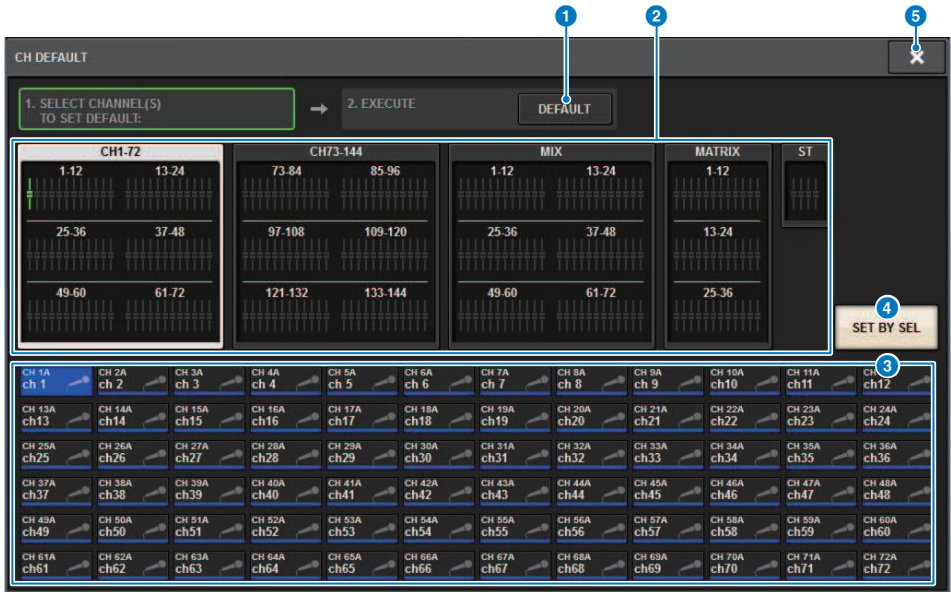 1 2 5
CH DEFAULT
1. SELECT CHANNEL(S)
TO SET DEFAULT:
2. EXECUTE
DEFAULT
CH1-72 CH73-144 MIX MATRIX ST
1-12 13-24 73-84 85-96 1-12 13-24 1-12
25-36 37-48 97-108 109-120 25-36 37-48 13-24
49-60 61-72 121-132 133-144 49-60 61-72 25-36
4
SET BY SEL
3
CH 1A CH 2A CH 3A CH 4A CH 5A CH 6A CH 7A CH 8A CH 9A CH 10A CH 11A CH
ch 1 ch 2 ch 3 ch 4 ch 5 ch 6 ch 7 ch 8 ch 9 ch10 ch11 ch12
CH 13A CH 14A CH 15A CH 16A CH 17A CH 18A CH 19A CH 20A CH 21A CH 22A CH 23A CH 24A
ch13 ch14 ch15 ch16 ch17 ch18 ch19 ch20 ch21 ch22 ch23 ch24
CH 25A CH 26A CH 27A CH 28A CH 29A CH 30A CH 31A CH 32A CH 33A CH 34A CH 35A CH 36A
ch25 ch26 ch27 ch28 ch29 ch30 ch31 ch32 ch33 ch34 ch35 ch36
CH 37A CH 38A CH 39A CH 40A CH 41A CH 42A CH 43A CH 44A CH 45A CH 46A CH 47A CH 48A
ch37 ch38 ch39 ch40 ch41 ch42 ch43 ch44 ch45 ch46 ch47 ch48
CH 49A CH 50A CH 51A CH 52A CH 53A CH 54A CH 55A CH 56A CH 57A CH 58A CH 59A CH 60A
ch49 ch50 ch51 ch52 ch53 ch54 ch55 ch56 ch57 ch58 ch59 ch60
CH 61A CH 62A CH 63A CH 64A CH 65A CH 66A CH 67A CH 68A CH 69A CH 70A CH 71A CH 72A
ch61 ch62 ch63 ch64 ch65 ch66 ch67 ch68 ch69 ch70 ch71 ch72